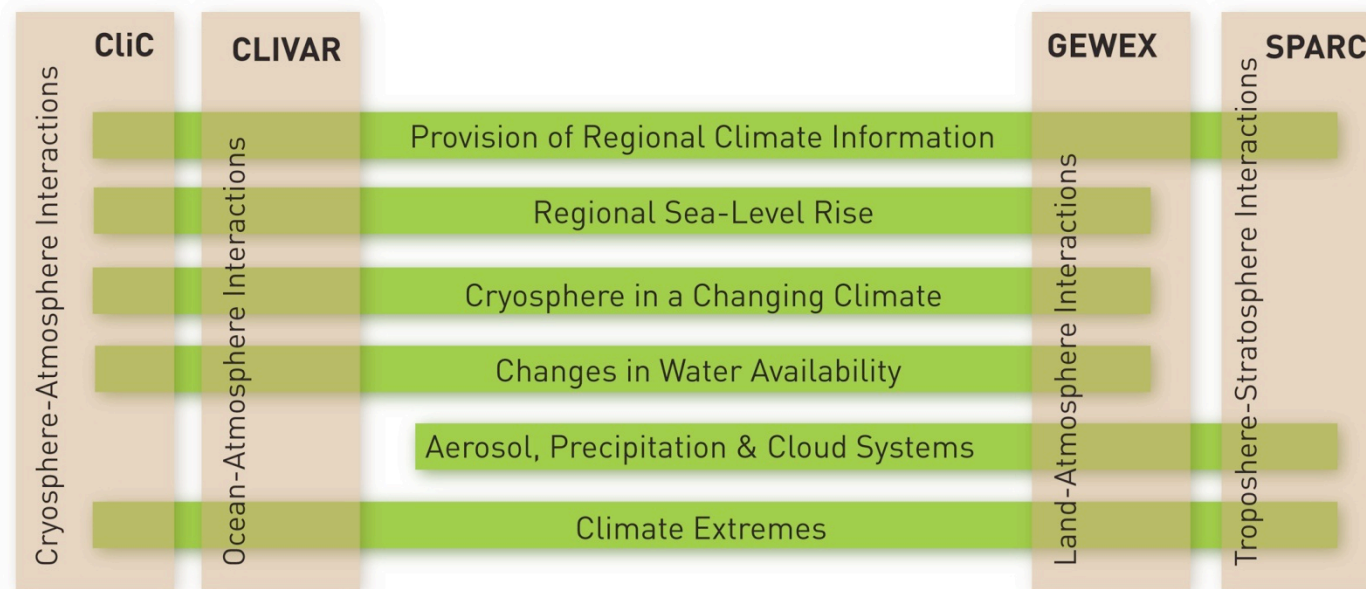 CliC
CLIVAR
GEWEX
SPARC
Cryosphere-Atmosphere Interactions
Ocean-Atmosphere Interactions
Provision of Regional Climate Information
Regional Sea-Level Rise
Cryosphere in a Changing Climate
Changes in Water Availability
Aerosol, Precipitation & Cloud Systems
Climate Extremes
Land-Atmosphere Interactions
Troposhere-Stratosphere Interactions